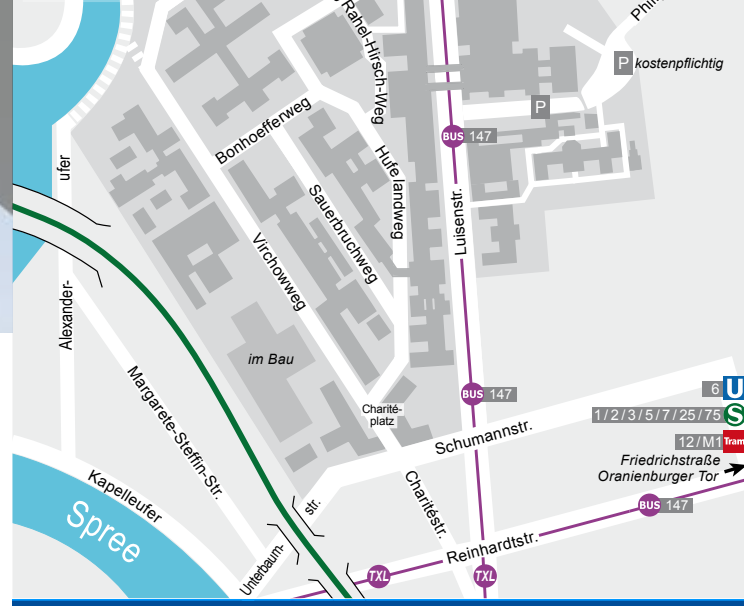 Rahel-Hirsch-Weg
P
kostenpflichtig
P
BUS 147
Bonhoefferweg
Hufelandweg
ufer
Sauerbruchweg
Luisenstr.
Virchowweg
Alexander-
im Bau
Margarete-Steffin-Str.
BUS 147
6 U
Charité-
platz
1/2/3/5/7/25/75 S
Schumannstr.
12/M1 Tram
Friedrichstraße
Oranienburger Tor
Kapelleufer
Charitéstr.
str.
BUS 147
Spree
Reinhardtstr.
Unterbaum-
TXL
TXL